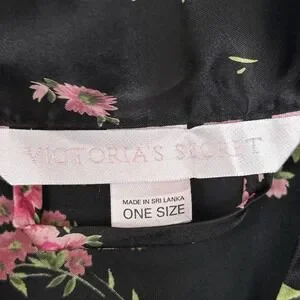 VICTORIA'S SECRET
MADE IN SRI LANKA
ONE SIZE